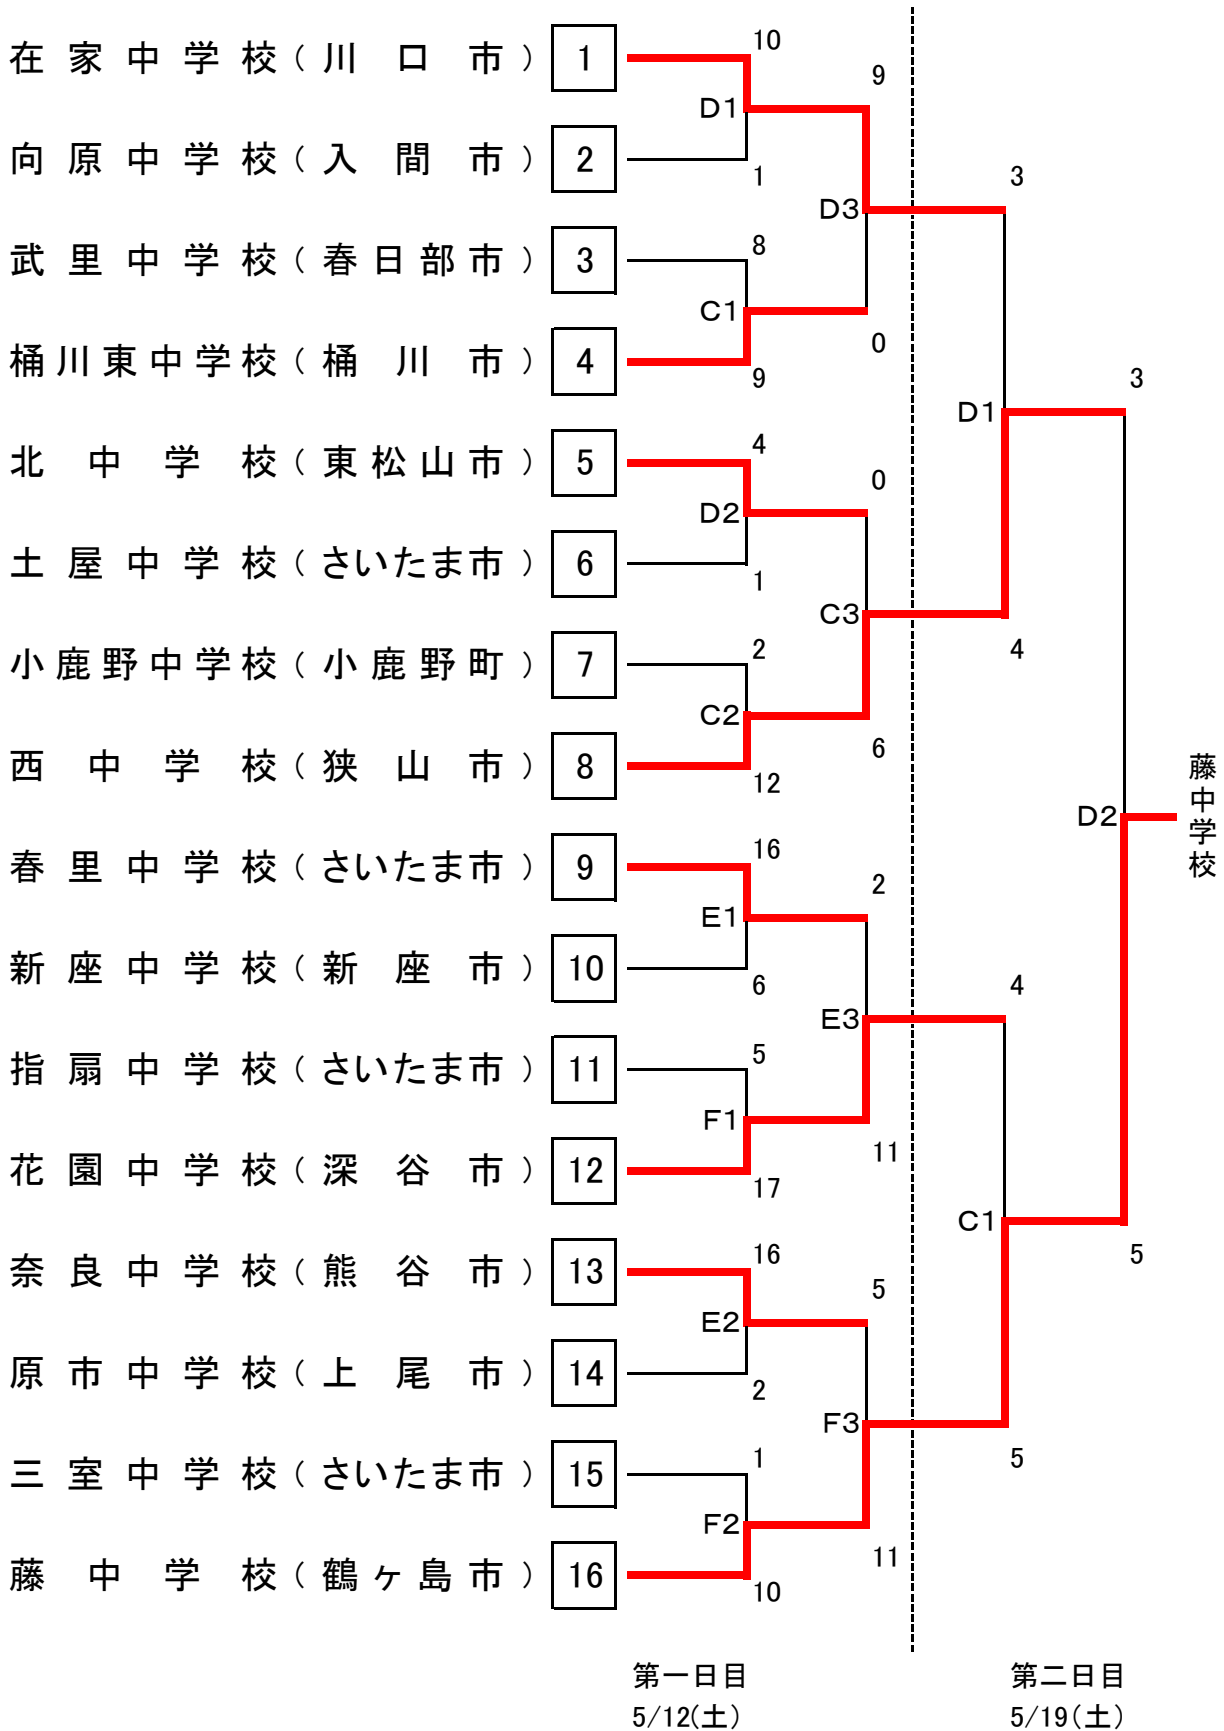 在家中学校（川口市） 1
向原中学校（入間市） 2
武里中学校（春日部市） 3
桶川東中学校（桶川市） 4
北中学校（東松山市） 5
土屋中学校（さいたま市） 6
小鹿野中学校（小鹿野町） 7
西中学校（狭山市） 8
春里中学校（さいたま市） 9
新座中学校（新座市） 10
指扇中学校（さいたま市） 11
花園中学校（深谷市） 12
奈良中学校（熊谷市） 13
原市中学校（上尾市） 14
三室中学校（さいたま市） 15
藤中学校（鶴ヶ島市） 16
10
D1
1
8
C1
9
4
D2
1
2
C2
12
16
E1
6
5
F1
17
16
E2
2
1
F2
10
9
D3
0
0
C3
6
2
E3
11
5
F3
11
3
D1
4
4
C1
5
3
D2
5
藤中学校
第一日目
5/12(土)
第二日目
5/19(土)